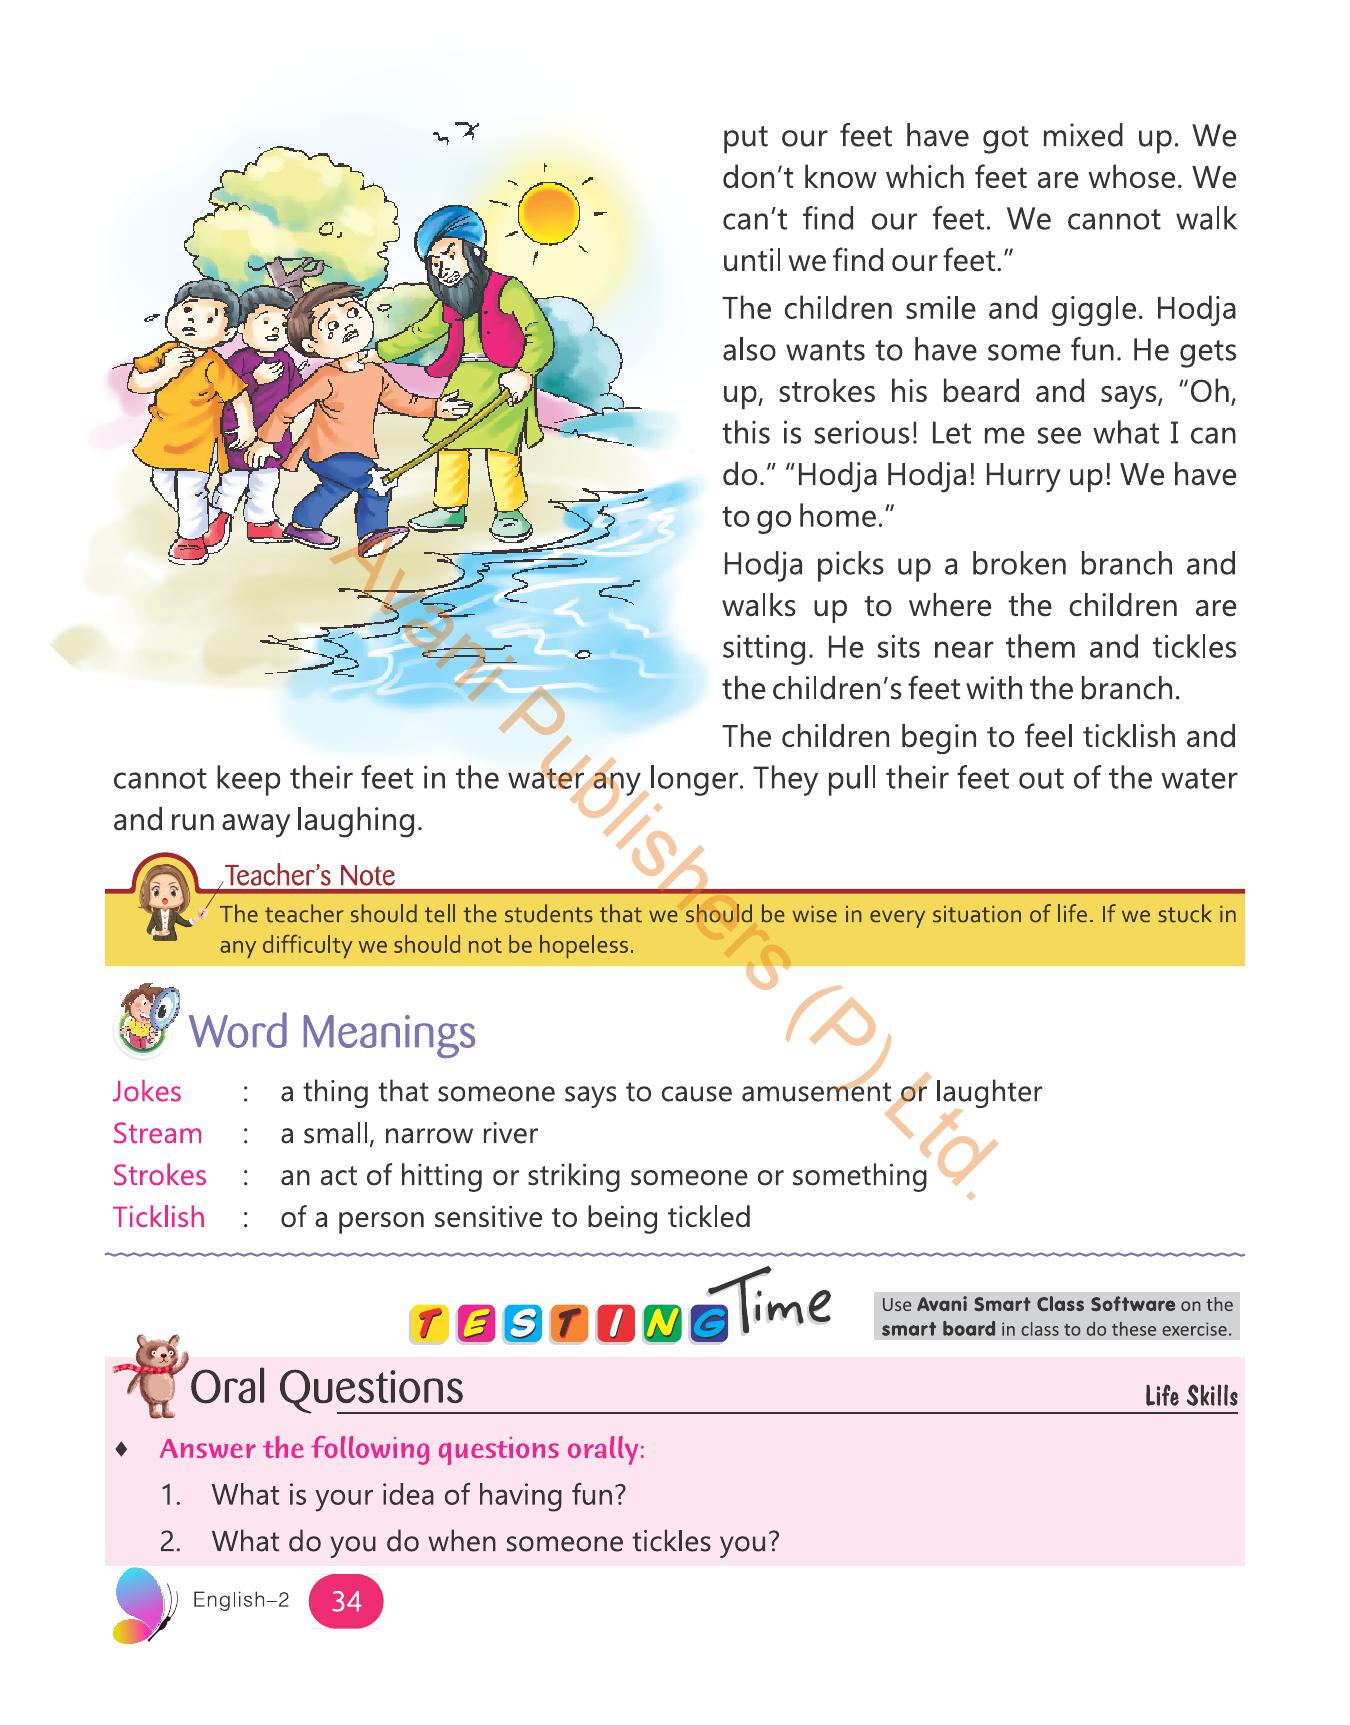 put our feet have got mixed up. We
don't know which feet are whose. We
can't find our feet. We cannot walk
until we find our feet.”
The children smile and giggle. Hodja
also wants to have some fun. He gets
up, strokes his beard and says, “Oh,
this is serious! Let me see what I can
do.” “Hodja Hodja! Hurry up! We have
to go home.”
Hodja picks up a broken branch and
walks up to where the children are
sitting. He sits near them and tickles
the children's feet with the branch.
The children begin to feel ticklish and
cannot keep their feet in the water any longer. They pull their feet out of the water
and run away laughing.
Avani Publishers (P) Ltd.
Teacher's Note
The teacher should tell the students that we should be wise in every situation of life. If we stuck in
any difficulty we should not be hopeless.
Word Meanings
Jokes : a thing that someone says to cause amusement or laughter
Stream : a small, narrow river
Strokes : an act of hitting or striking someone or something
Ticklish : of a person sensitive to being tickled
TESTING Time
Use Avani Smart Class Software on the
smart board in class to do these exercise.
Oral Questions
Life Skills
♦ Answer the following questions orally:
1. What is your idea of having fun?
2. What do you do when someone tickles you?
English–2 34